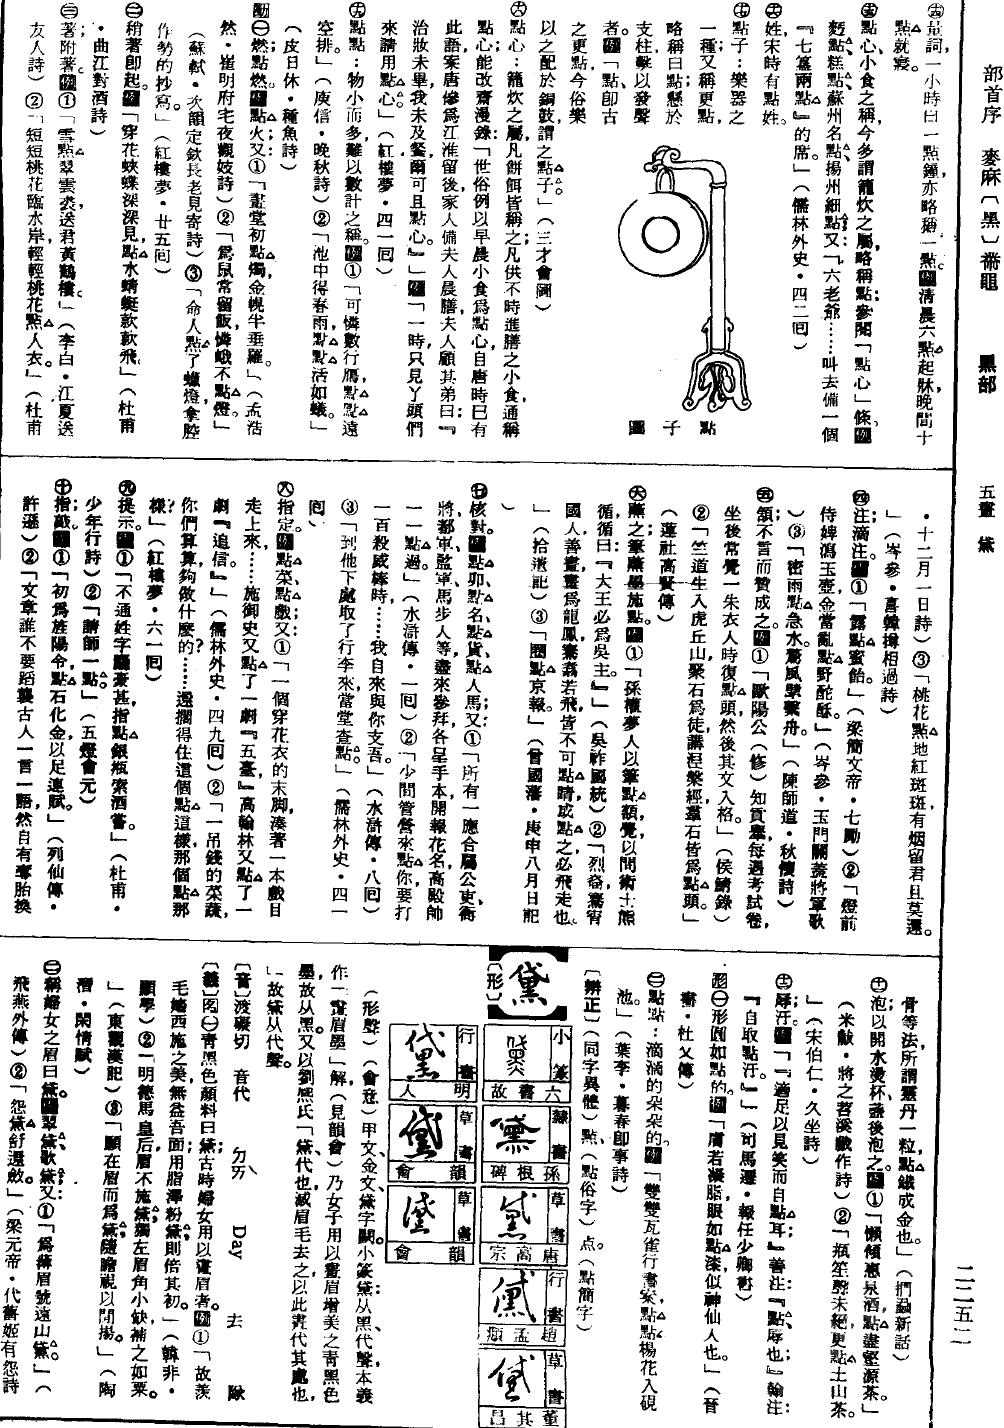 部首序　麥麻〔黑〕黹黽　黑部　五畫　黛　二二五二
㊅量詞，一小時曰一點鐘亦略稱一點。例清晨六點起牀晚間十
點就寢。
點心小食之稱今多謂籠炊之屬略稱點參閱「點心」條。例
麪點；糕點；蘇州名點；揚州細點又：「六老爺……叫去備一個
『七簋兩點』的席。」（儒林外史・四二回）
姓宋時有點姓。
點子：樂器之
一種；又稱更點，
略稱曰點懸於
支柱擊以發聲
者。例「點卽古
之更點今俗樂
以之配於銅鼓謂之點子。」（三才會圖）
圖子點
點心：籠炊之屬，凡餅餌皆稱之；凡供不時進膳之小食通稱
點心；能改齋漫錄：「世俗例以早晨小食爲點心自唐時已有
此語案唐傪爲江淮留後家人備夫人晨膳夫人顧其弟曰：『
治妝未畢我未及餐爾可且點心。』」例「一時只見丫頭們
來請用點心。」（紅樓夢・四一回）
點點：物小而多難以數計之稱。例①「可憐數行鴈點點遠
空排。」（庾信・晚秋詩）②「池中得春雨點點活如蟻。」
（皮日休・種魚詩）
㊀燃；點燃。例點火；又：①「畫堂初點燭，金幌半垂羅。」（孟浩
然・崔明府宅夜觀妓詩）②「爲鼠常留飯憐蛾不點燈」
（蘇軾・次韻定欽長老見寄詩）③「命人點了蠟燈拿腔
作勢的抄寫。」（紅樓夢・廿五回）
㊁稍著卽起。例「穿花蛺蝶深深見點水蜻蜓款款飛」（杜甫
・曲江對酒詩）
㊂著；附著。例①「雲點翠雲裘送君黃鶴樓。」（李白・江夏送
友人詩）②「短短桃花臨水岸，輕輕桃花點人衣。」（杜甫
・十二月一日詩）③「桃花點地紅斑斑，有烟留君且莫還。
」（岑參・喜韓樽相過詩）
㊃注；滴注。例①「露點蜜飴」（梁簡文帝・七勵）②「燈前
侍婢瀉玉壺金當亂點野酡酥。」（岑參・玉門關蓋將軍歌
）③「密雨點急水驚風擘藥舟。」（陳師道・秋懷詩）
㊄頷；不言而贊成之。例①「歐陽公（修）知貢舉每遇考試卷，
坐後常覺一朱衣人時復點頭然後其文入格。」（侯鯖錄）
②「竺道生入虎丘山聚石爲徒講涅槃經羣石皆爲點頭」
（蓮社高賢傳）
㊅蘸之筆；蘸墨施點。例①「孫權夢人以筆點額，覺以問術士熊
循循曰：『大王必爲吳主。』」（吳祚國統）②「烈裔騫霄
國人善畫畫爲龍鳳騫翥若飛皆不可點睛或點之必飛走也。
」（拾遺記）③「圈點京報」（曾國藩・庚申八月日記
）
㊆核對。例點卯；點名；點貨；點人馬；又：①「所有一應合屬公吏衙
將都軍監軍馬步人等盡來參拜各呈手本開報花名高殿帥
一一點過」（水滸傳・一回）②「少間管營來點你要打
一百殺威棒時……我自來與你支吾。」（水滸傳・八回）
③「到他下處取了行李來當堂查點。」（儒林外史・四一
回）
㊇指定。例點菜；點戲；又①「一個穿花衣的末脚，湊著一本戲目
走上來……施御史又點了一齣『五臺』高翰林又點了一
齣『追信。』」（儒林外史・四九回）②「一吊錢的菜蔬，
你們算算夠做什麼的？……還擱得住這個點這樣那個點那
樣？」（紅樓夢・六一回）
㊈提示。例①「不通姓字麤豪甚指點銀瓶索酒嘗。」（杜甫・
少年行詩）②「請師一點。」（五燈會元）
㊉指敲。例①「初爲旌陽令點石化金以足逋賦」（列仙傳・
許遜）②「文章誰不要蹈襲古人一言一語，然自有奪胎換
骨等法所謂靈丹一粒點鐵成金也。」（捫蝨新話）
泡；以開水燙杯盞後泡之。例①「懶傾惠泉酒點盡壑源茶。」
（米黻・將之苕溪戲作詩）②「瓶笙聲未絕更點土山茶。
」（宋伯仁・久坐詩）
辱；汙。例「『適足以見笑而自點耳』善注『點辱也』翰注：
『自取點汙。』」（司馬遷・報任少卿書）
形㊀形圓如點的。例「膚若凝脂眼如點漆似神仙人也。」（晉
書・杜乂傳）
㊁點點：滴滴的；朵朵的。例「雙雙瓦雀行書案點點楊花入硯
池。」（葉李・暮春卽事詩）
〔辨正〕（同字異體）點、（點俗字）点。（點簡字）
黛
〔形〕
小篆　六書故
隸書　孫根碑
草書　唐高宗
行書　趙孟頫
草書　董其昌
行書　明人
草書　韻會
草書　韻會
（形聲）（會意）甲文金文黛字闕，小篆黛：从黑代聲，本義
作「畫眉墨」解（見韻會）乃女子用以畫眉增美之靑黑色
墨故从黑又以劉熙氏「黛代也滅眉毛去之以此靑代其處也
」故黛从代聲。
〔音〕渡礙切　音代　ㄉㄞˋ　Day　去　隊
〔義〕名㊀靑黑色顏料曰黛；古時婦女用以畫眉者。例①「故羨
毛嬙西施之美無益吾面用脂澤粉黛則倍其初。」（韓非・
顯學）②「明德馬皇后眉不施黛獨左眉角小缺補之如粟。
」（東觀漢記）③「願在眉而爲黛隨瞻視以閒揚。」（陶
潛・閑情賦）
㊁稱婦女之眉曰黛。例翠黛；歌黛；又：①「爲薄眉號遠山黛。」（
飛燕外傳）②「怨黛舒還斂。」（梁元帝・代舊姬有怨詩